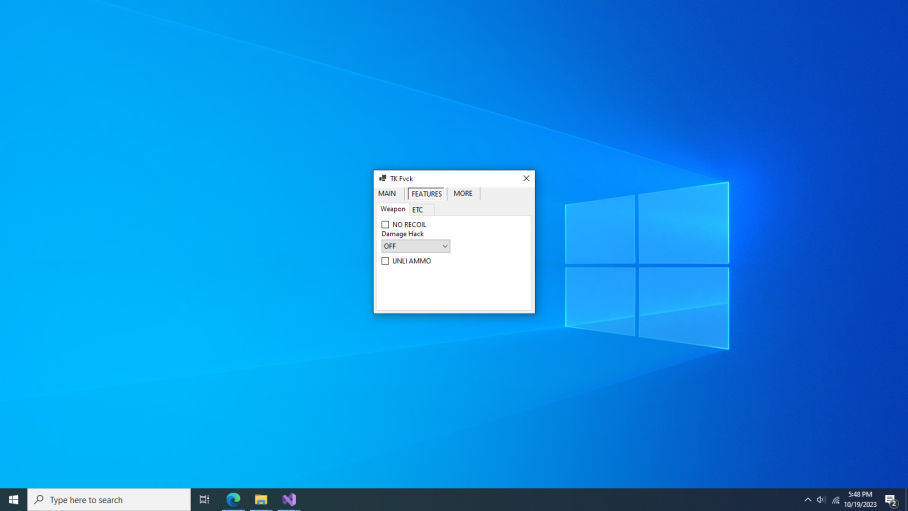 TK Fvck
MAIN FEATURES MORE
Weapon ETC
NO RECOIL
Damage Hack
OFF
UNLI AMMO
Type here to search
5:48 PM
10/19/2023
2